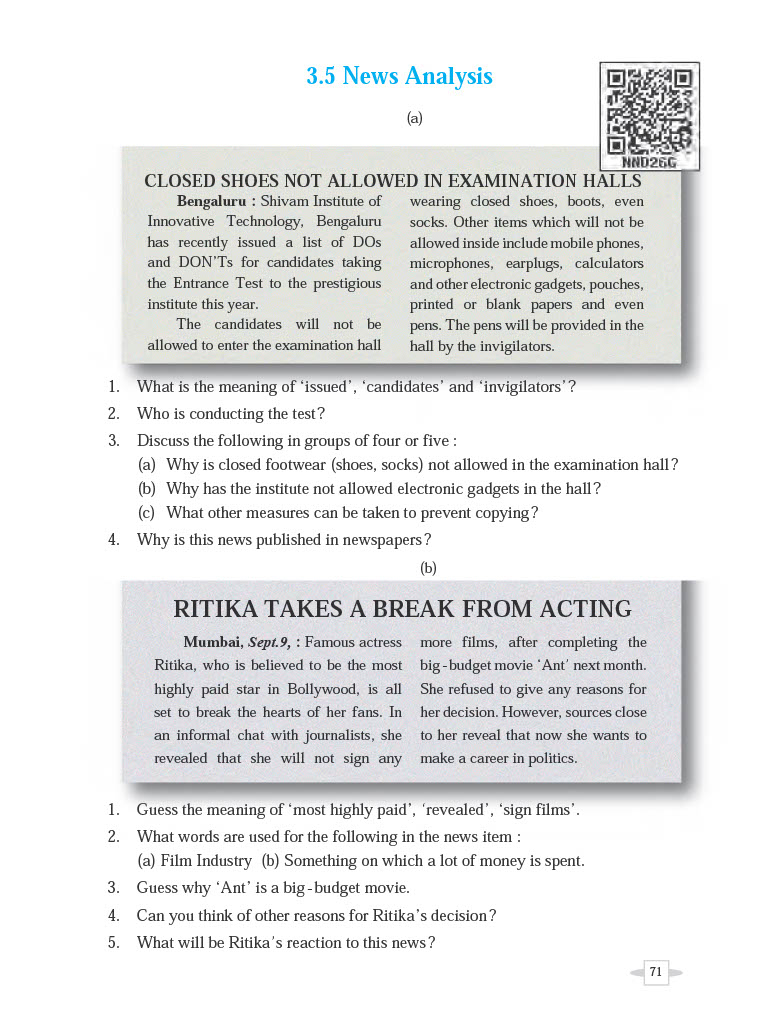 3.5 News Analysis
NND26G
(a)
CLOSED SHOES NOT ALLOWED IN EXAMINATION HALLS
Bengaluru : Shivam Institute of
Innovative Technology, Bengaluru
has recently issued a list of DOs
and DON'Ts for candidates taking
the Entrance Test to the prestigious
institute this year.
The candidates will not be
allowed to enter the examination hall
wearing closed shoes, boots, even
socks. Other items which will not be
allowed inside include mobile phones,
microphones, earplugs, calculators
and other electronic gadgets, pouches,
printed or blank papers and even
pens. The pens will be provided in the
hall by the invigilators.
1. What is the meaning of ‘issued’, ‘candidates’ and ‘invigilators’?
2. Who is conducting the test?
3. Discuss the following in groups of four or five :
(a) Why is closed footwear (shoes, socks) not allowed in the examination hall?
(b) Why has the institute not allowed electronic gadgets in the hall?
(c) What other measures can be taken to prevent copying?
4. Why is this news published in newspapers?
(b)
RITIKA TAKES A BREAK FROM ACTING
Mumbai, Sept.9, : Famous actress
Ritika, who is believed to be the most
highly paid star in Bollywood, is all
set to break the hearts of her fans. In
an informal chat with journalists, she
revealed that she will not sign any
more films, after completing the
big-budget movie ‘Ant’ next month.
She refused to give any reasons for
her decision. However, sources close
to her reveal that now she wants to
make a career in politics.
1. Guess the meaning of ‘most highly paid’, ‘revealed’, ‘sign films’.
2. What words are used for the following in the news item :
(a) Film Industry (b) Something on which a lot of money is spent.
3. Guess why ‘Ant’ is a big-budget movie.
4. Can you think of other reasons for Ritika’s decision?
5. What will be Ritika’s reaction to this news?
71